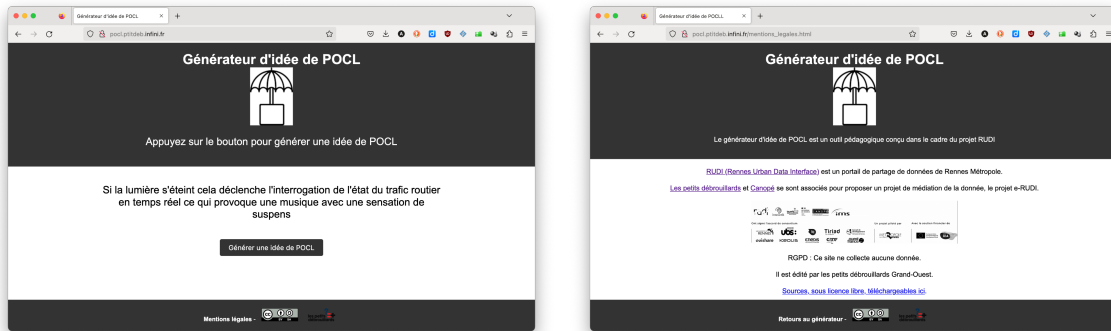 Générateur d'idée de POCL
pocl.ptitdeb.infini.fr
Générateur d'idée de POCL
Appuyez sur le bouton pour générer une idée de POCL
Si la lumière s'éteint cela déclenche l'interrogation de l'état du trafic routier
en temps réel ce qui provoque une musique avec une sensation de
suspens
Générer une idée de POCL
Mentions légales -
Générateur d'idée de POCL
pocl.ptitdeb.infini.fr/mentions_legales.html
Générateur d'idée de POCL
Le générateur d'idée de POCL est un outil pédagogique conçu dans le cadre du projet RUDI
RUDI (Rennes Urban Data Interface) est un portail de partage de données de Rennes Métropole.
Les petits débrouillards et Canopé se sont associés pour proposer un projet de médiation de la donnée, le projet e-RUDI.
rudi
imis
ubs:
Tiriad
KEOLIS
enedis
RGPD : Ce site ne collecte aucune donnée.
Il est édité par les petits débrouillards Grand-Ouest.
Sources, sous licence libre, téléchargeables ici.
Retours au générateur -